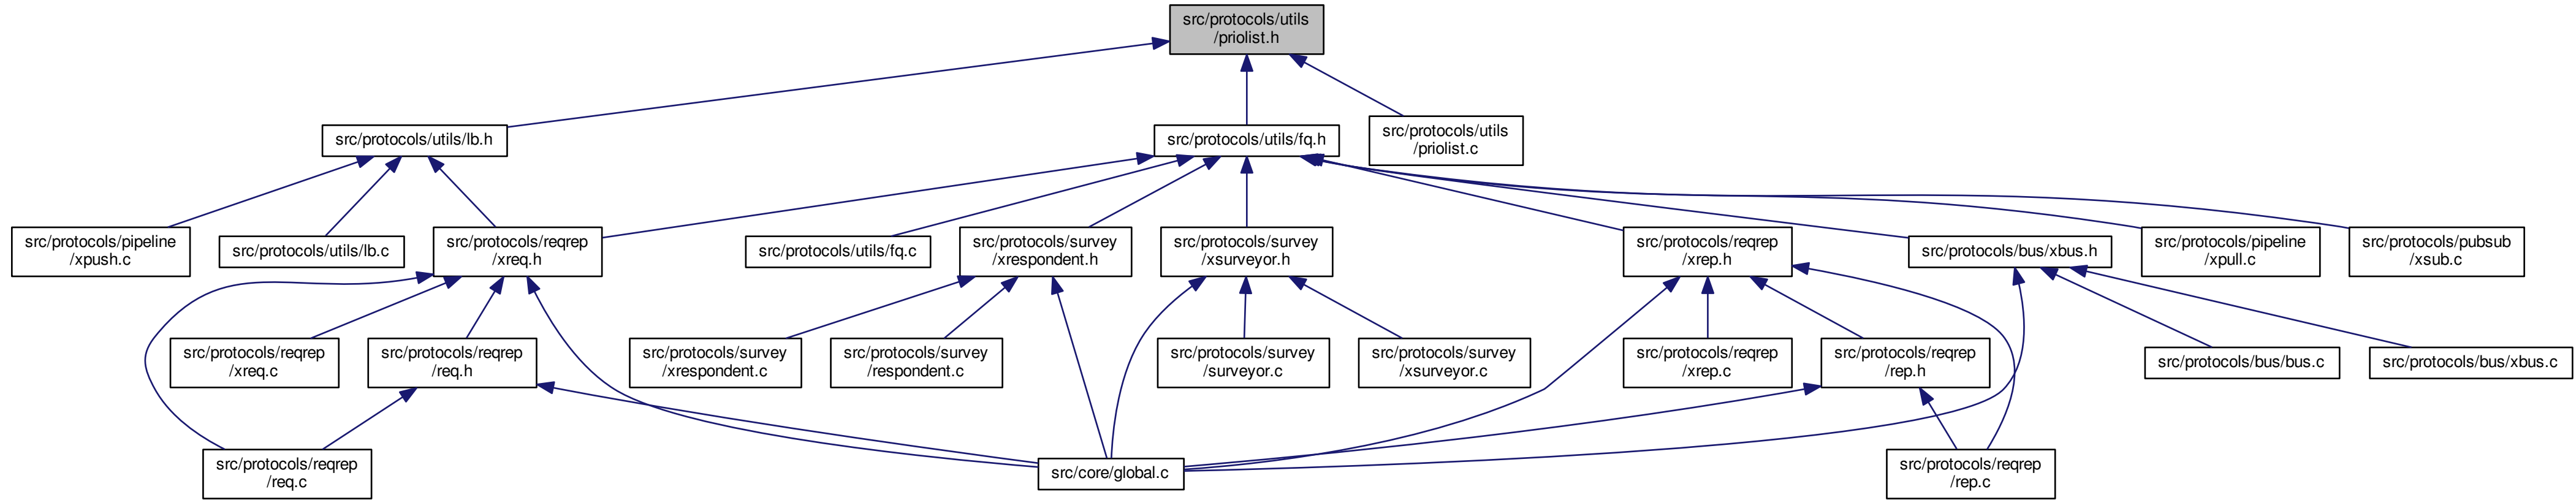 src/protocols/utils
/priolist.h
src/protocols/utils/lb.h
src/protocols/utils/fq.h
src/protocols/utils
/priolist.c
src/protocols/pipeline
/xpush.c
src/protocols/utils/lb.c
src/protocols/reqrep
/xreq.h
src/protocols/utils/fq.c
src/protocols/survey
/xrespondent.h
src/protocols/survey
/xsurveyor.h
src/protocols/reqrep
/xrep.h
src/protocols/bus/xbus.h
src/protocols/pipeline
/xpull.c
src/protocols/pubsub
/xsub.c
src/protocols/reqrep
/xreq.c
src/protocols/reqrep
/req.h
src/protocols/survey
/xrespondent.c
src/protocols/survey
/respondent.c
src/protocols/survey
/surveyor.c
src/protocols/survey
/xsurveyor.c
src/protocols/reqrep
/xrep.c
src/protocols/reqrep
/rep.h
src/protocols/bus/bus.c
src/protocols/bus/xbus.c
src/protocols/reqrep
/req.c
src/core/global.c
src/protocols/reqrep
/rep.c